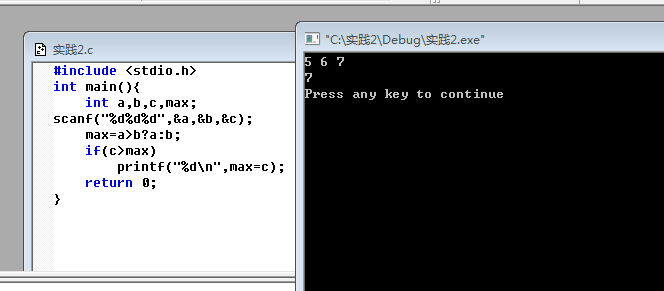 实践2.c
#include <stdio.h>
int main(){
int a,b,c,max;
scanf("%d%d%d",&a,&b,&c);
max=a>b?a:b;
if(c>max)
printf("%d\n",max=c);
return 0;
}
"C:\实践2\Debug\实践2.exe"
5 6 7
7
Press any key to continue